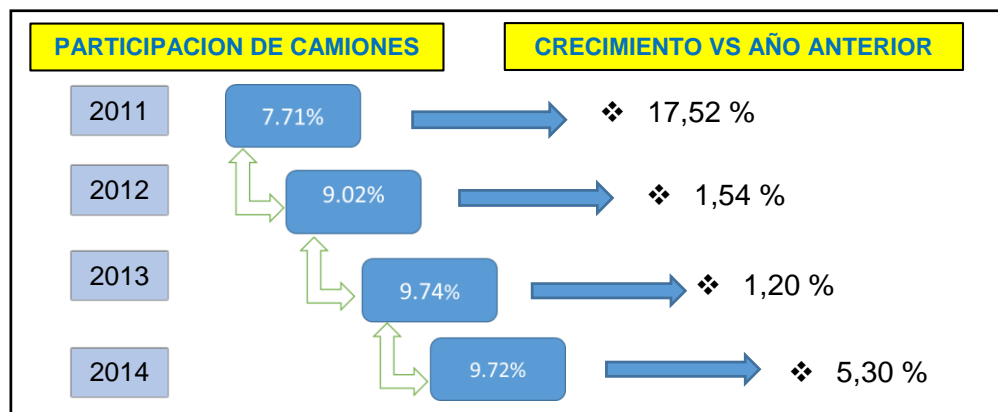 PARTICIPACION DE CAMIONES
CRECIMIENTO VS AÑO ANTERIOR
2011
7.71%
❖ 17,52 %
2012
9.02%
❖ 1,54 %
2013
9.74%
❖ 1,20 %
2014
9.72%
❖ 5,30 %